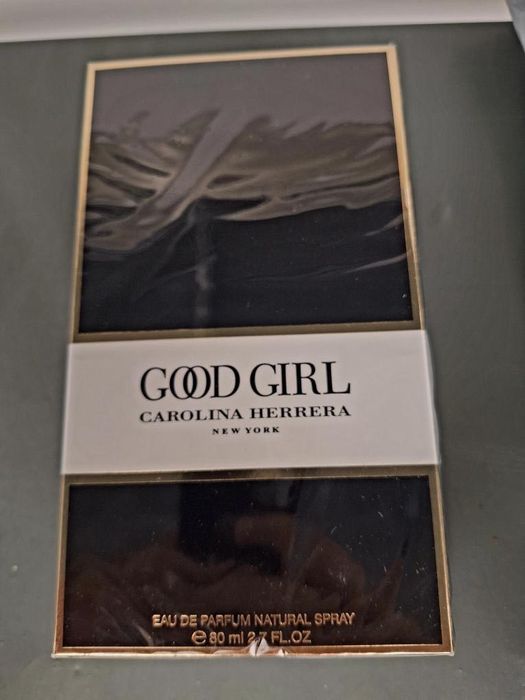 GOOD GIRL
CAROLINA HERRERA
NEW YORK
EAU DE PARFUM NATURAL SPRAY
℮ 80 ml 2.7 FL.OZ